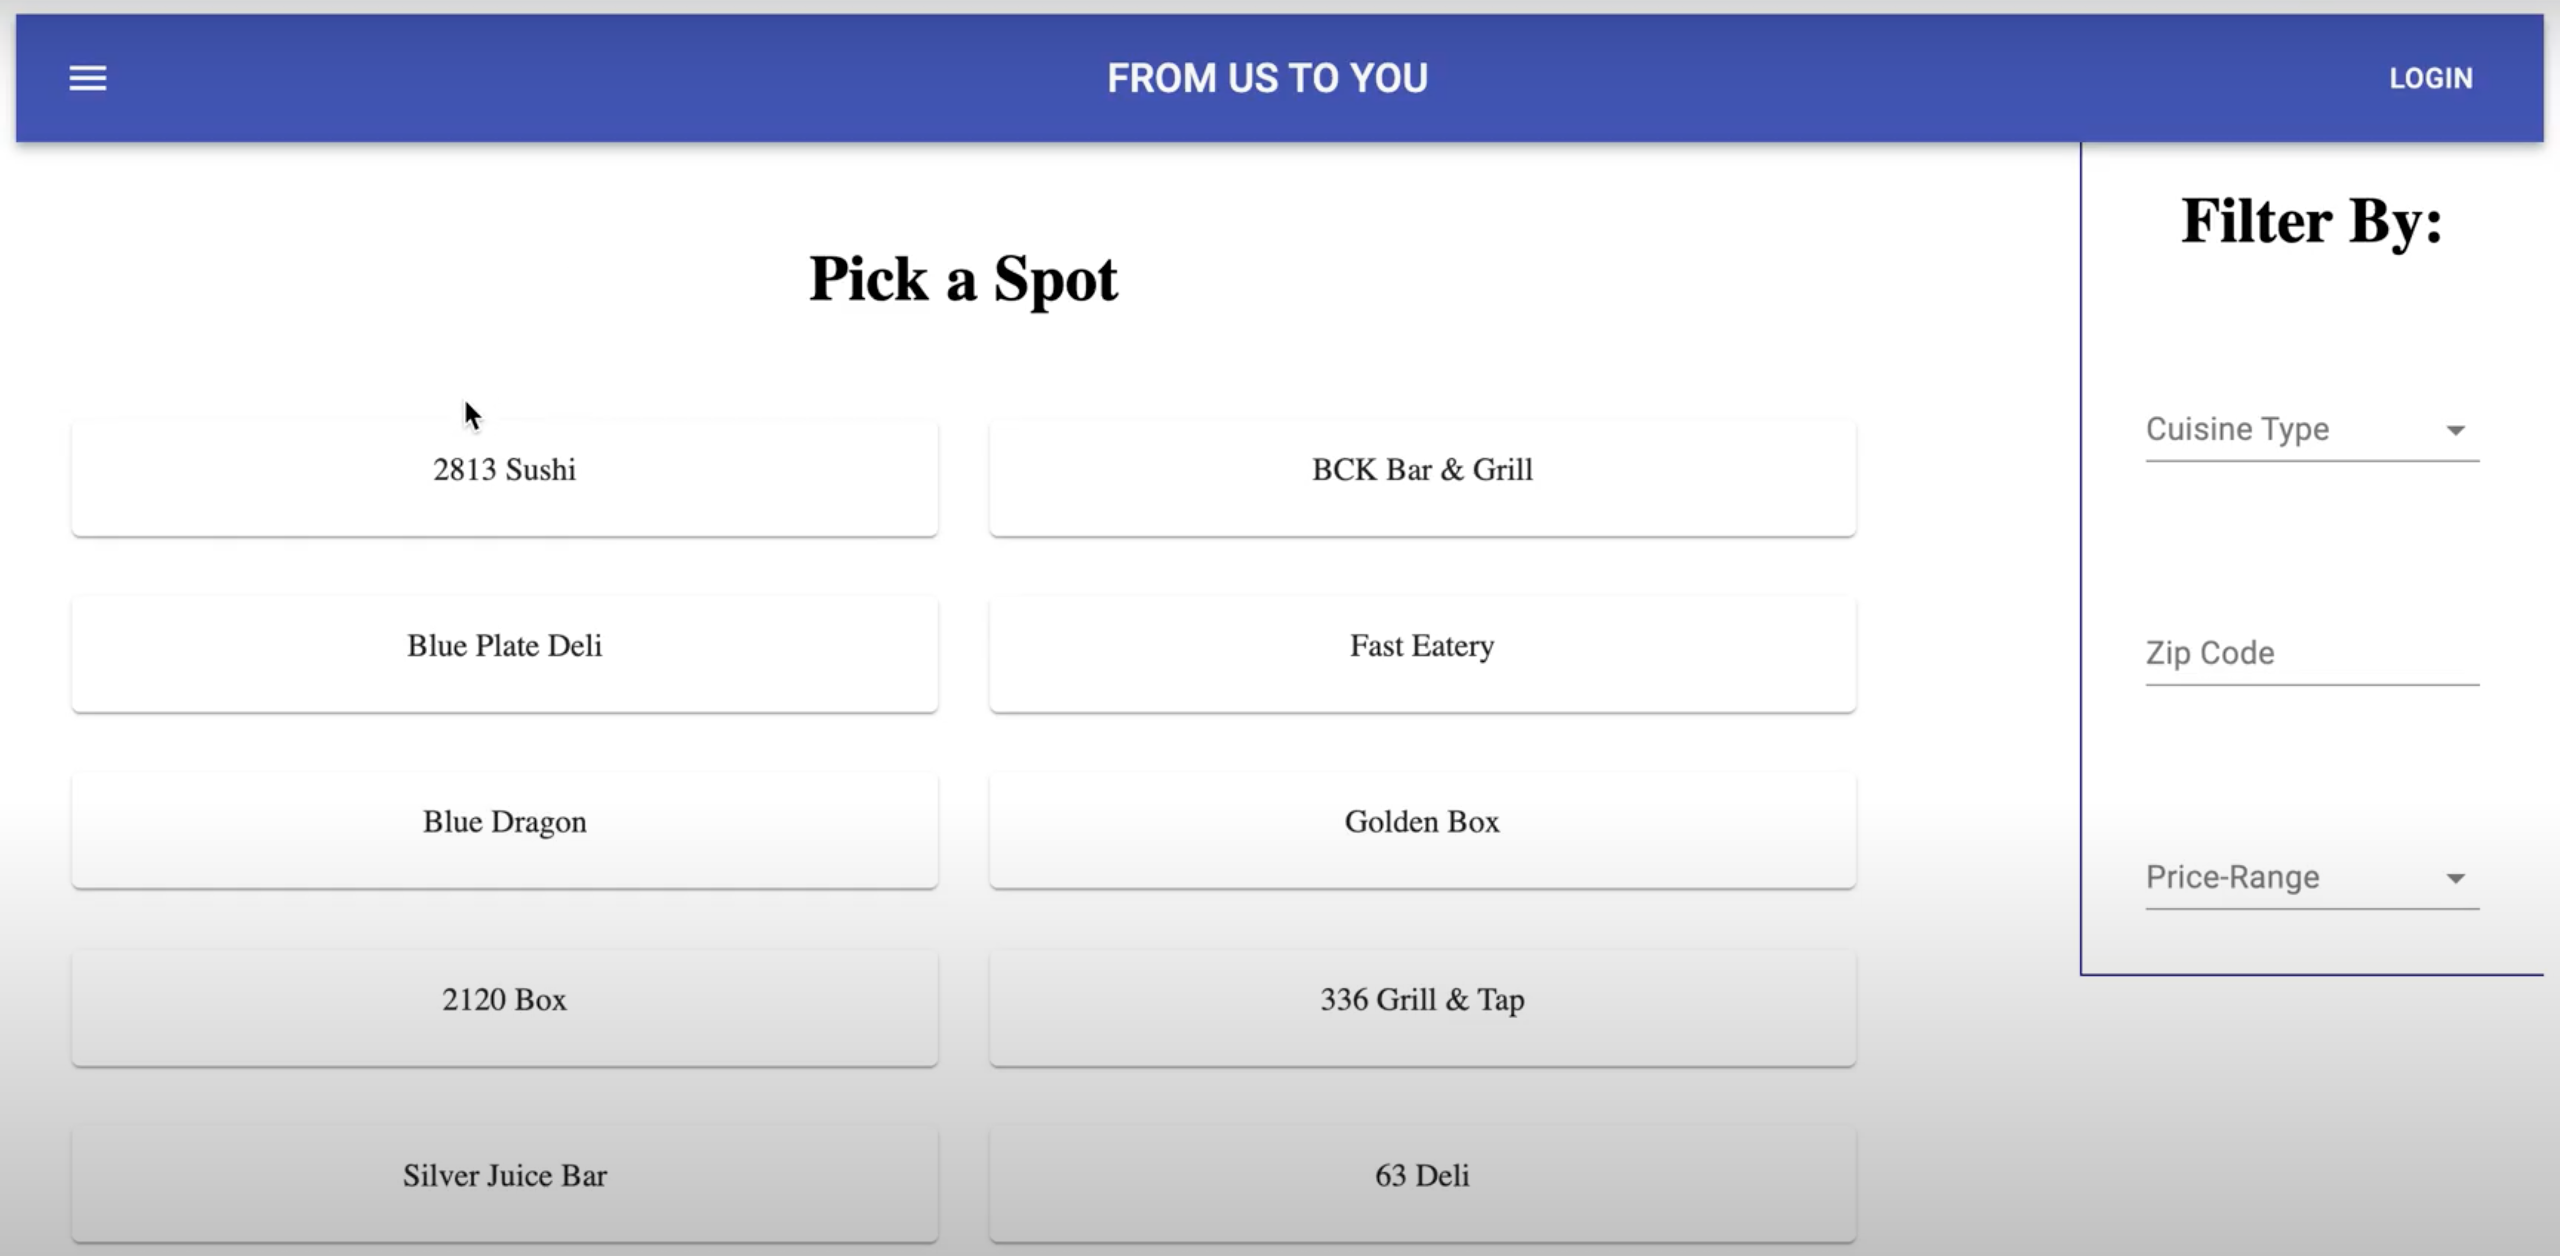 FROM US TO YOU
LOGIN
Pick a Spot
2813 Sushi
BCK Bar & Grill
Blue Plate Deli
Fast Eatery
Blue Dragon
Golden Box
2120 Box
336 Grill & Tap
Silver Juice Bar
63 Deli
Filter By:
Cuisine Type
Zip Code
Price-Range